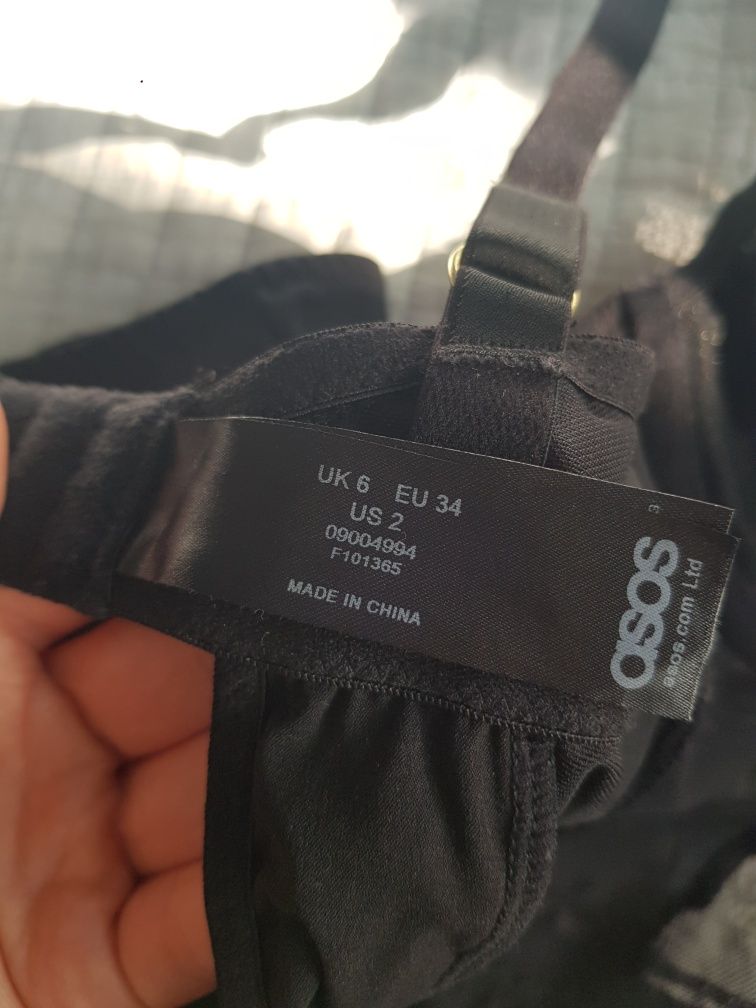 UK 6 EU 34
US 2
09004994
F101365
MADE IN CHINA
asos
asos.com Ltd